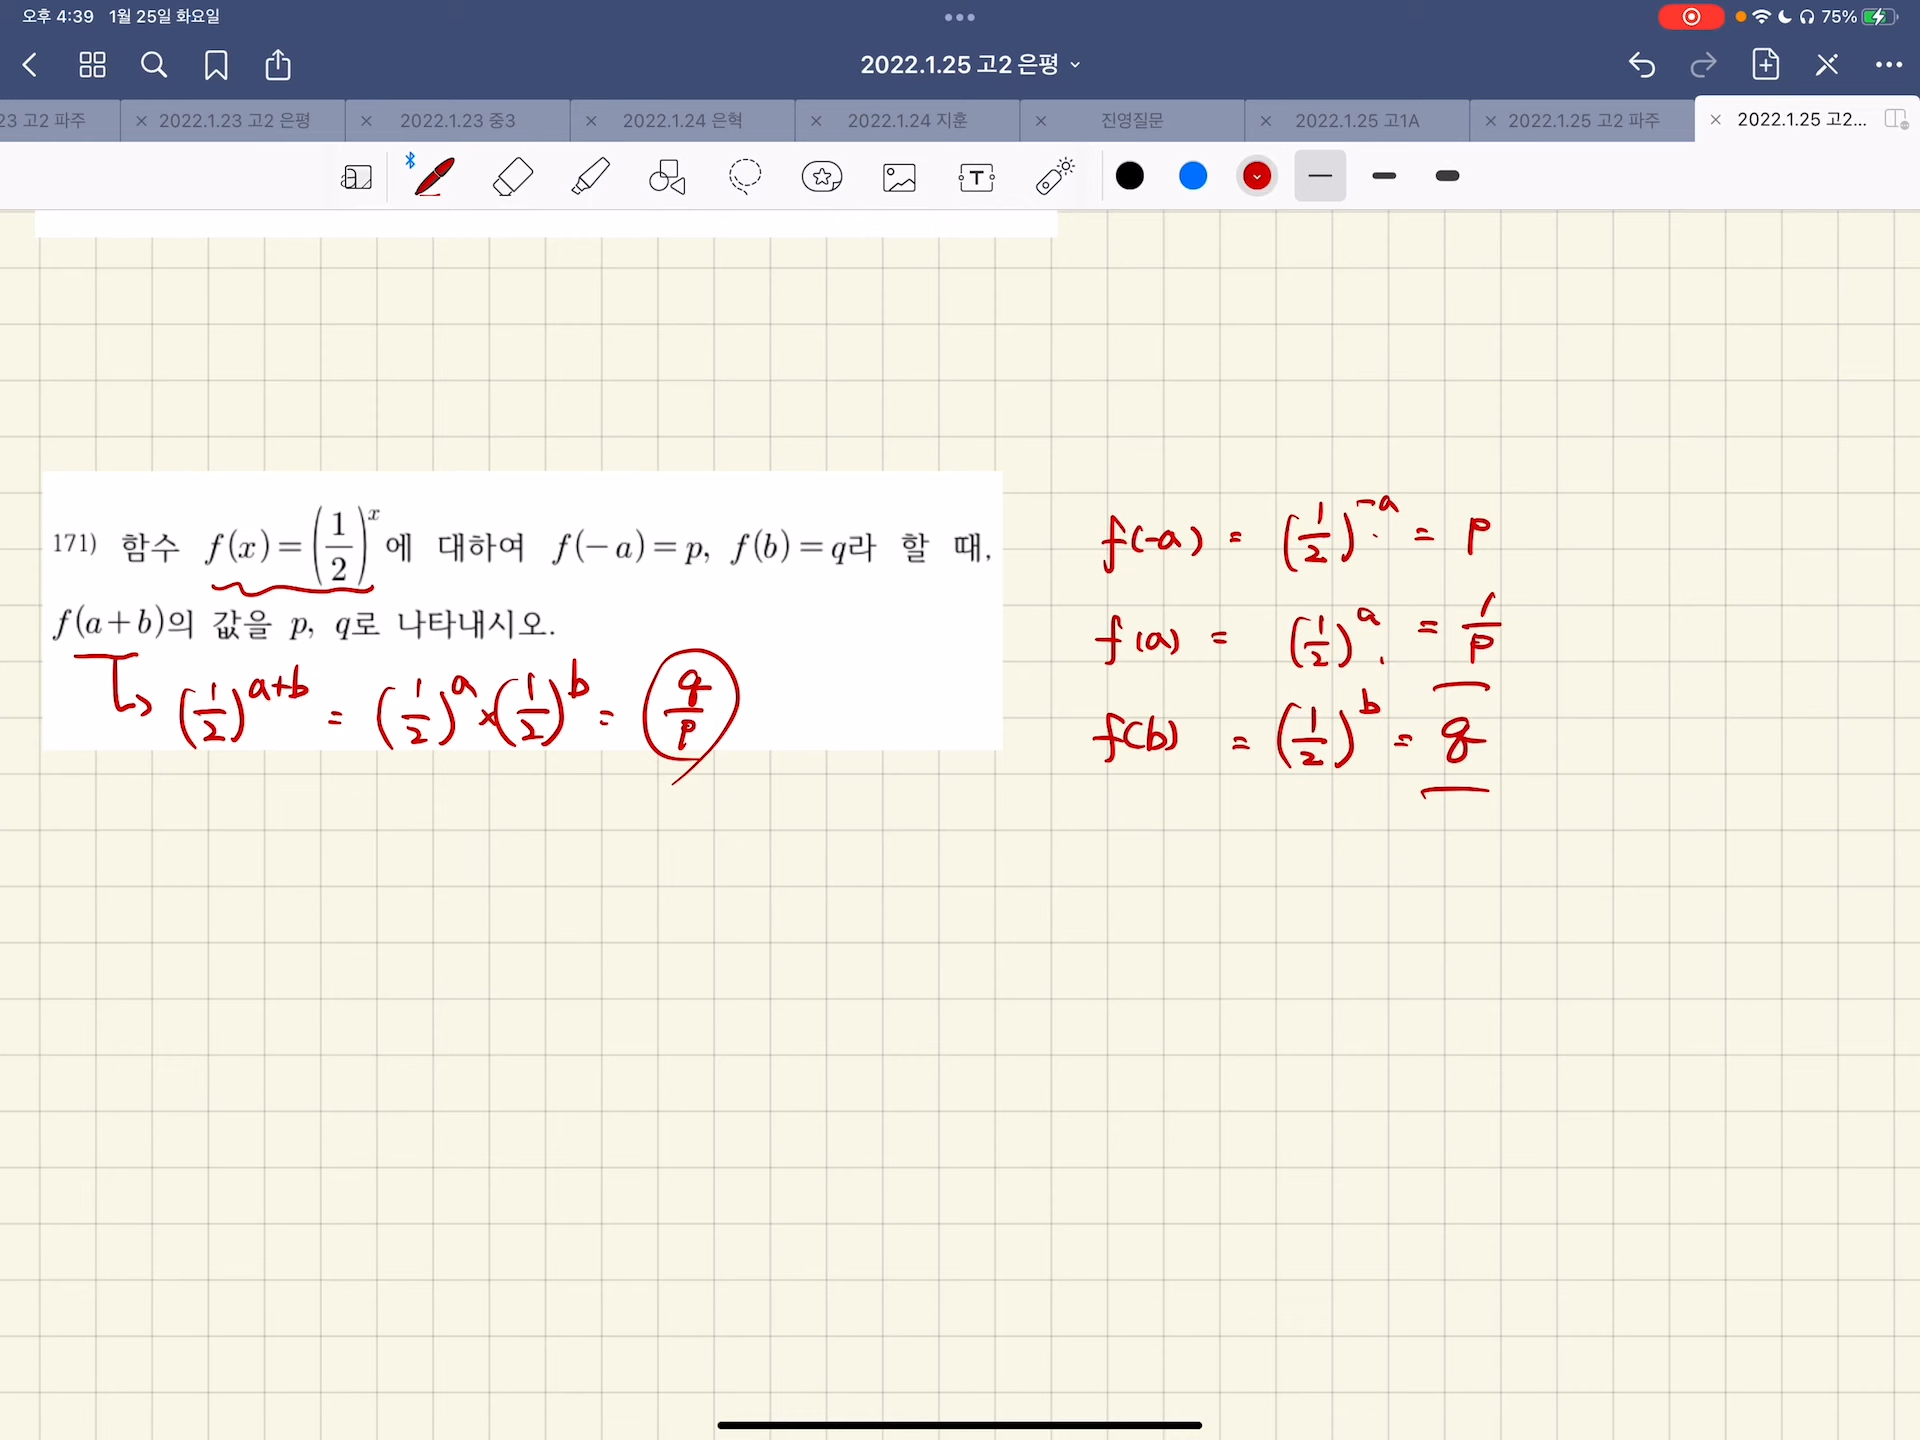 오후 4:39 1월 25일 화요일
75%
2022.1.25 고2 은평
23 고2 파주
2022.1.23 고2 은평
2022.1.23 중3
2022.1.24 은혁
2022.1.24 지훈
진영질문
2022.1.25 고1A
2022.1.25 고2 파주
2022.1.25 고2...
171) 함수 f(x)=(1/2)^x에 대하여 f(−a)=p, f(b)=q라 할 때,
f(a+b)의 값을 p, q로 나타내시오.
(1/2)^(a+b) = (1/2)^a × (1/2)^b = q/p
f(-a) = (1/2)^(-a) = p
f(a) = (1/2)^a = 1/p
f(b) = (1/2)^b = q